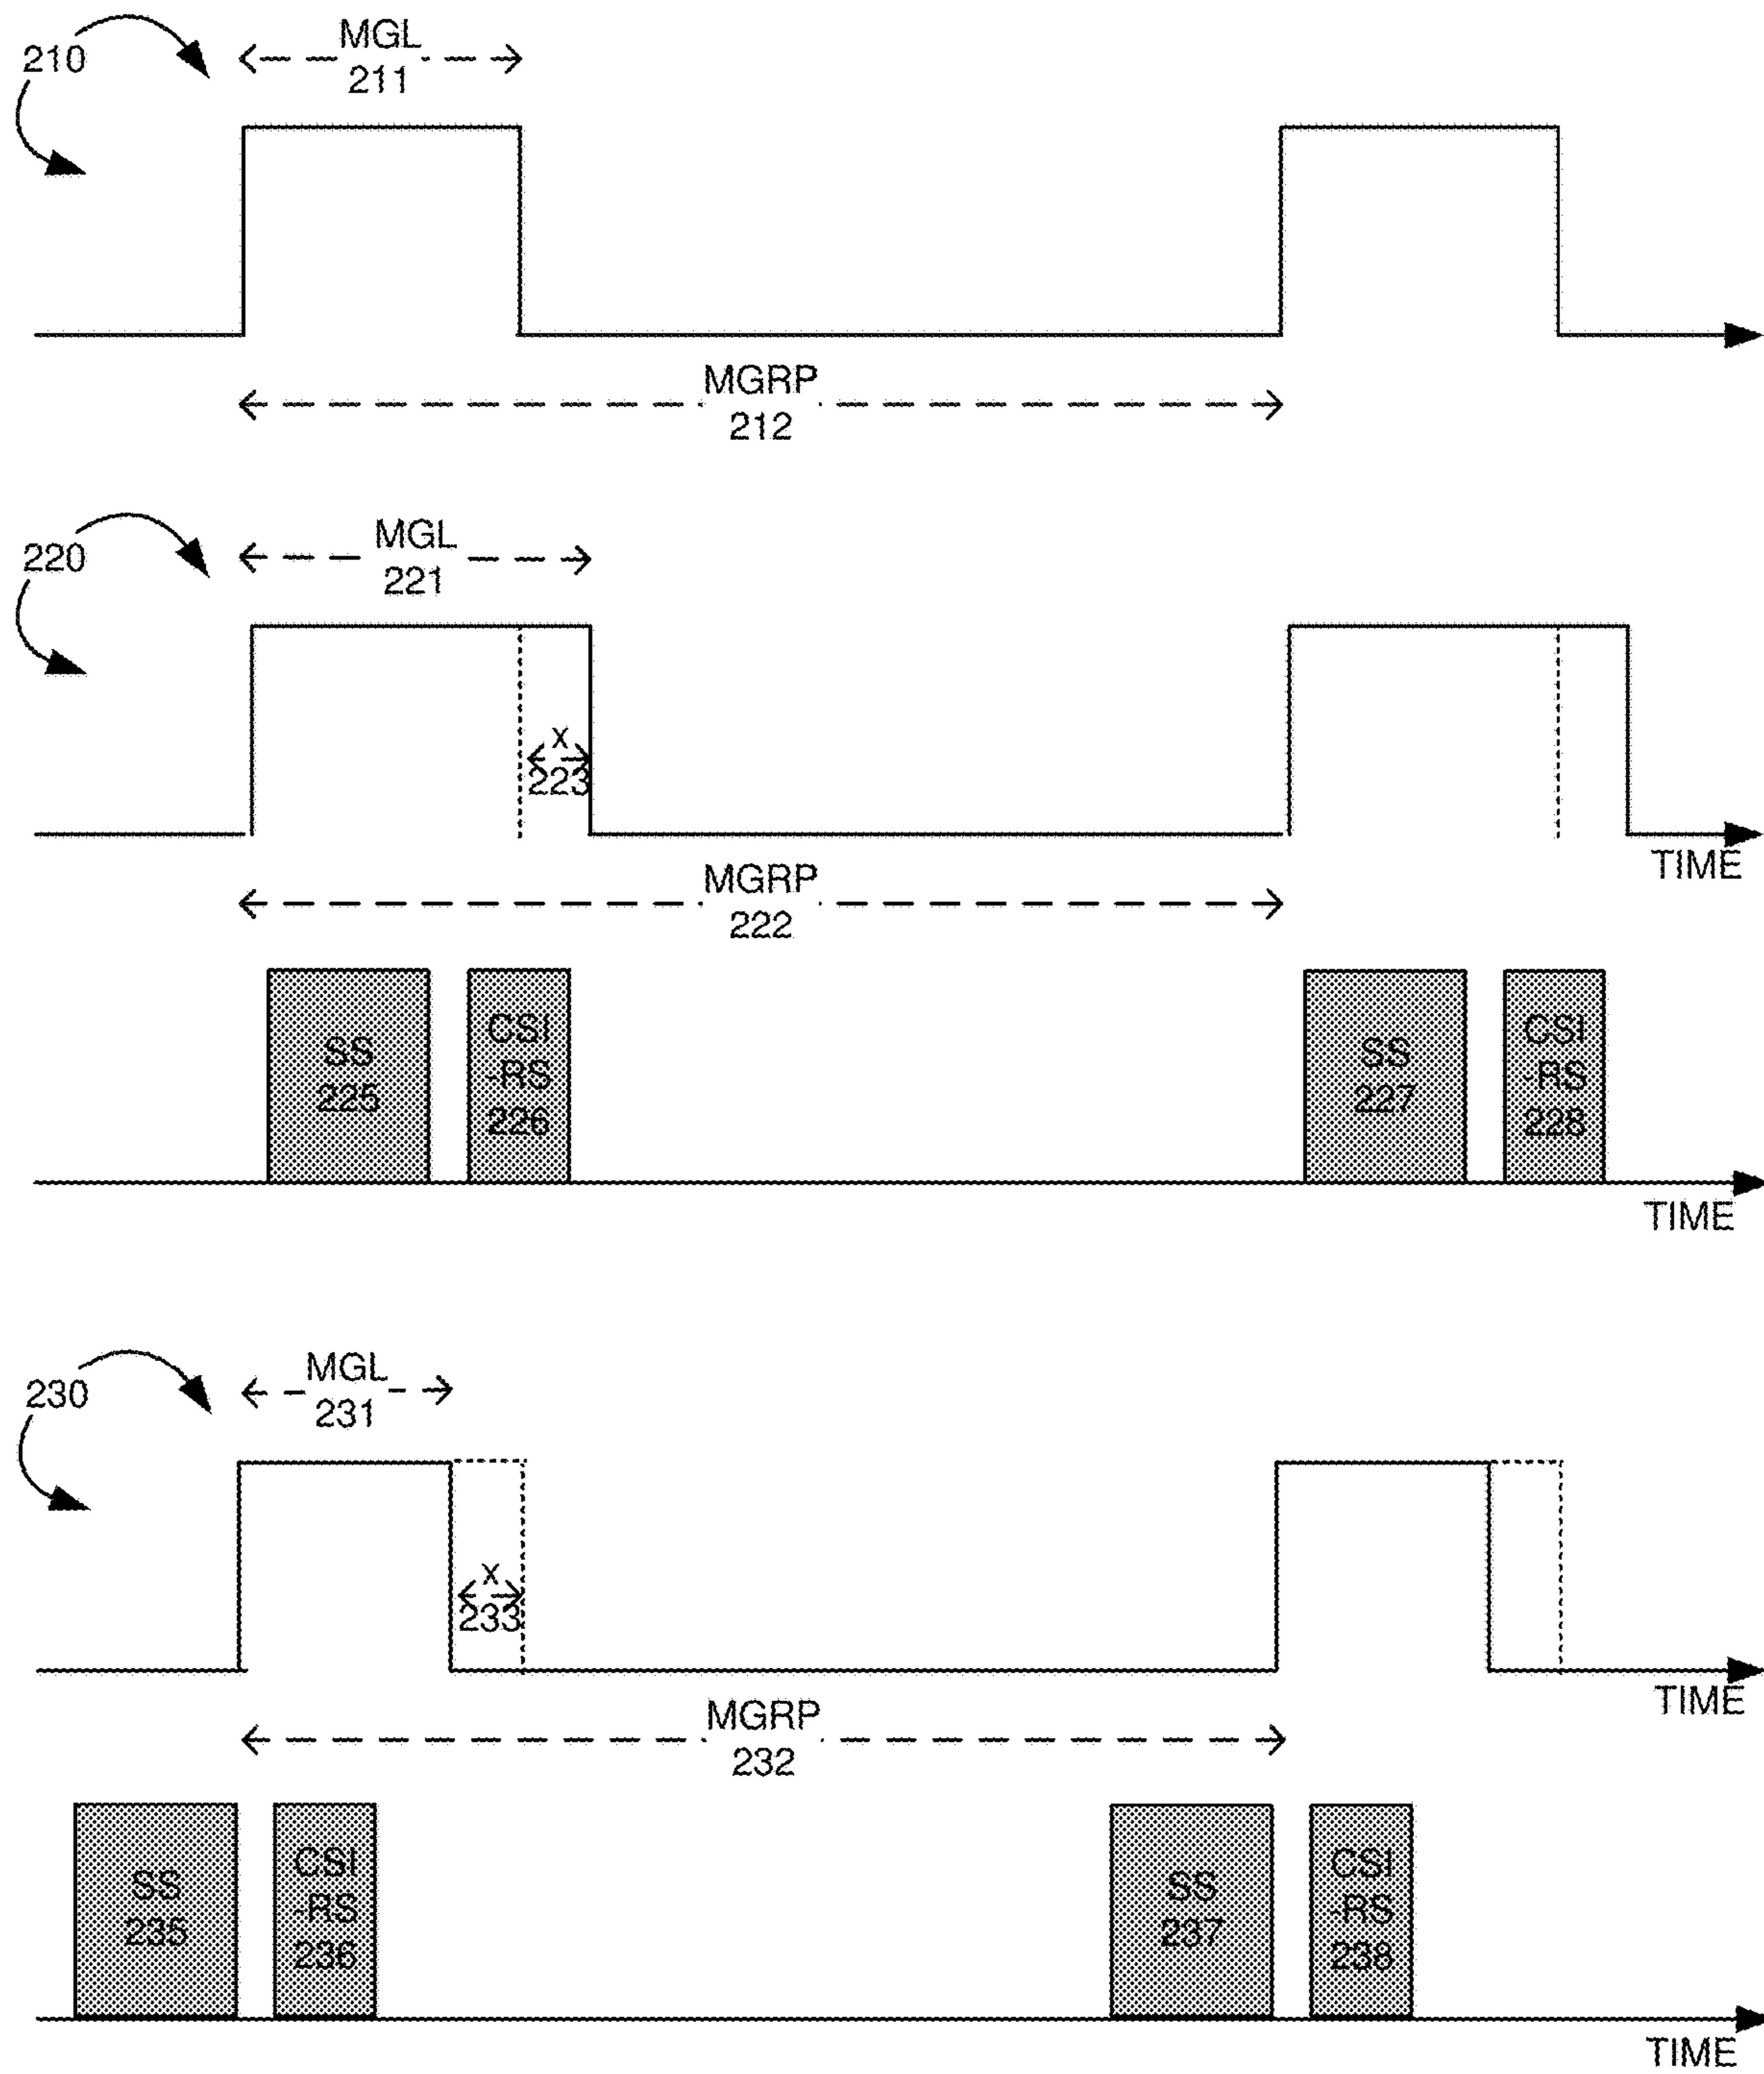 210
MGL
211
MGRP
212
220
MGL
221
X
223
TIME
MGRP
222
SS
225
CSI
-RS
226
SS
227
CSI
-RS
228
TIME
230
MGL
231
X
233
TIME
MGRP
232
SS
235
CSI
-RS
236
SS
237
CSI
-RS
238
TIME